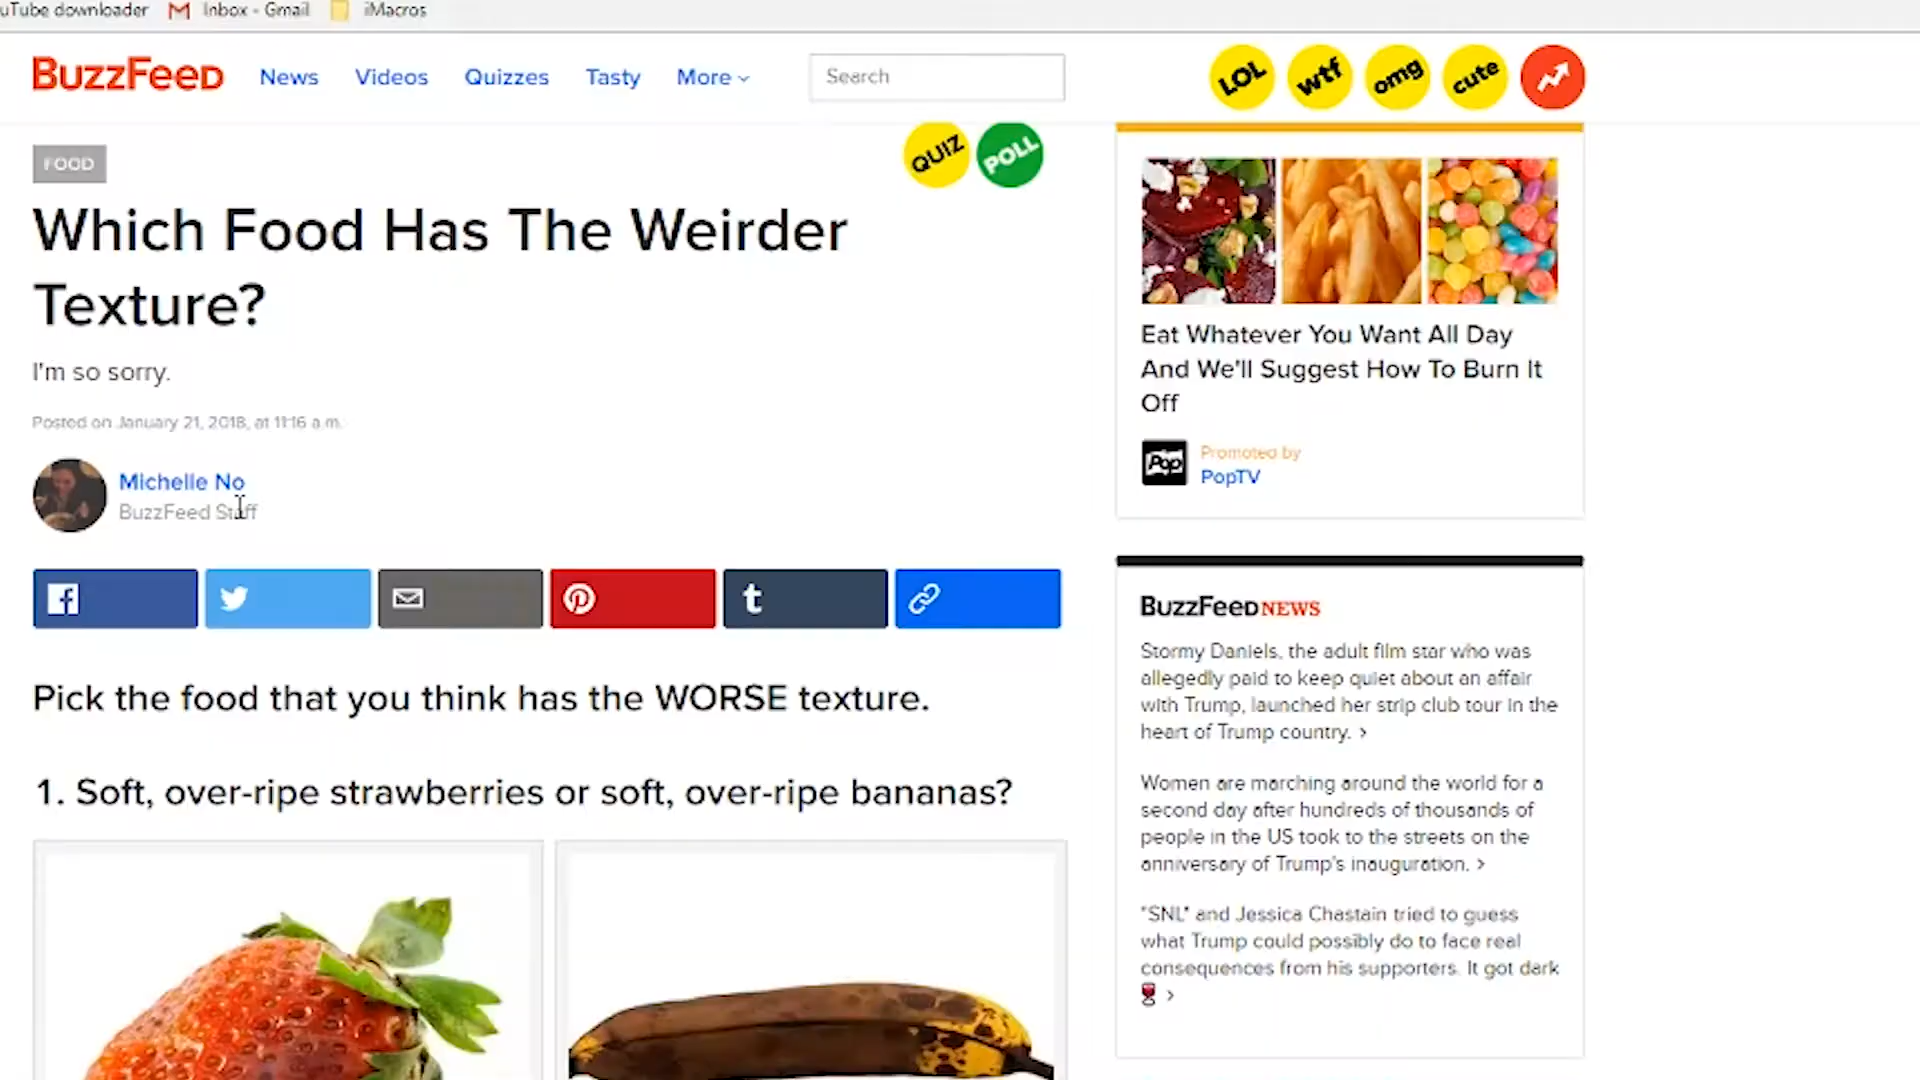 uTube downloader Inbox - Gmail iMacros
BuzzFeed News Videos Quizzes Tasty More Search LOL wtf omg cute
QUIZ POLL
FOOD
Which Food Has The Weirder
Texture?
I'm so sorry.
Posted on January 21, 2018, at 11:16 a.m.
Michelle No
BuzzFeed Staff
t
Pick the food that you think has the WORSE texture.
1. Soft, over-ripe strawberries or soft, over-ripe bananas?
Eat Whatever You Want All Day
And We'll Suggest How To Burn It
Off
Pop
Promoted by
PopTV
BuzzFeed NEWS
Stormy Daniels, the adult film star who was
allegedly paid to keep quiet about an affair
with Trump, launched her strip club tour in the
heart of Trump country. >
Women are marching around the world for a
second day after hundreds of thousands of
people in the US took to the streets on the
anniversary of Trump's inauguration. >
"SNL" and Jessica Chastain tried to guess
what Trump could possibly do to face real
consequences from his supporters. It got dark
🍷 >